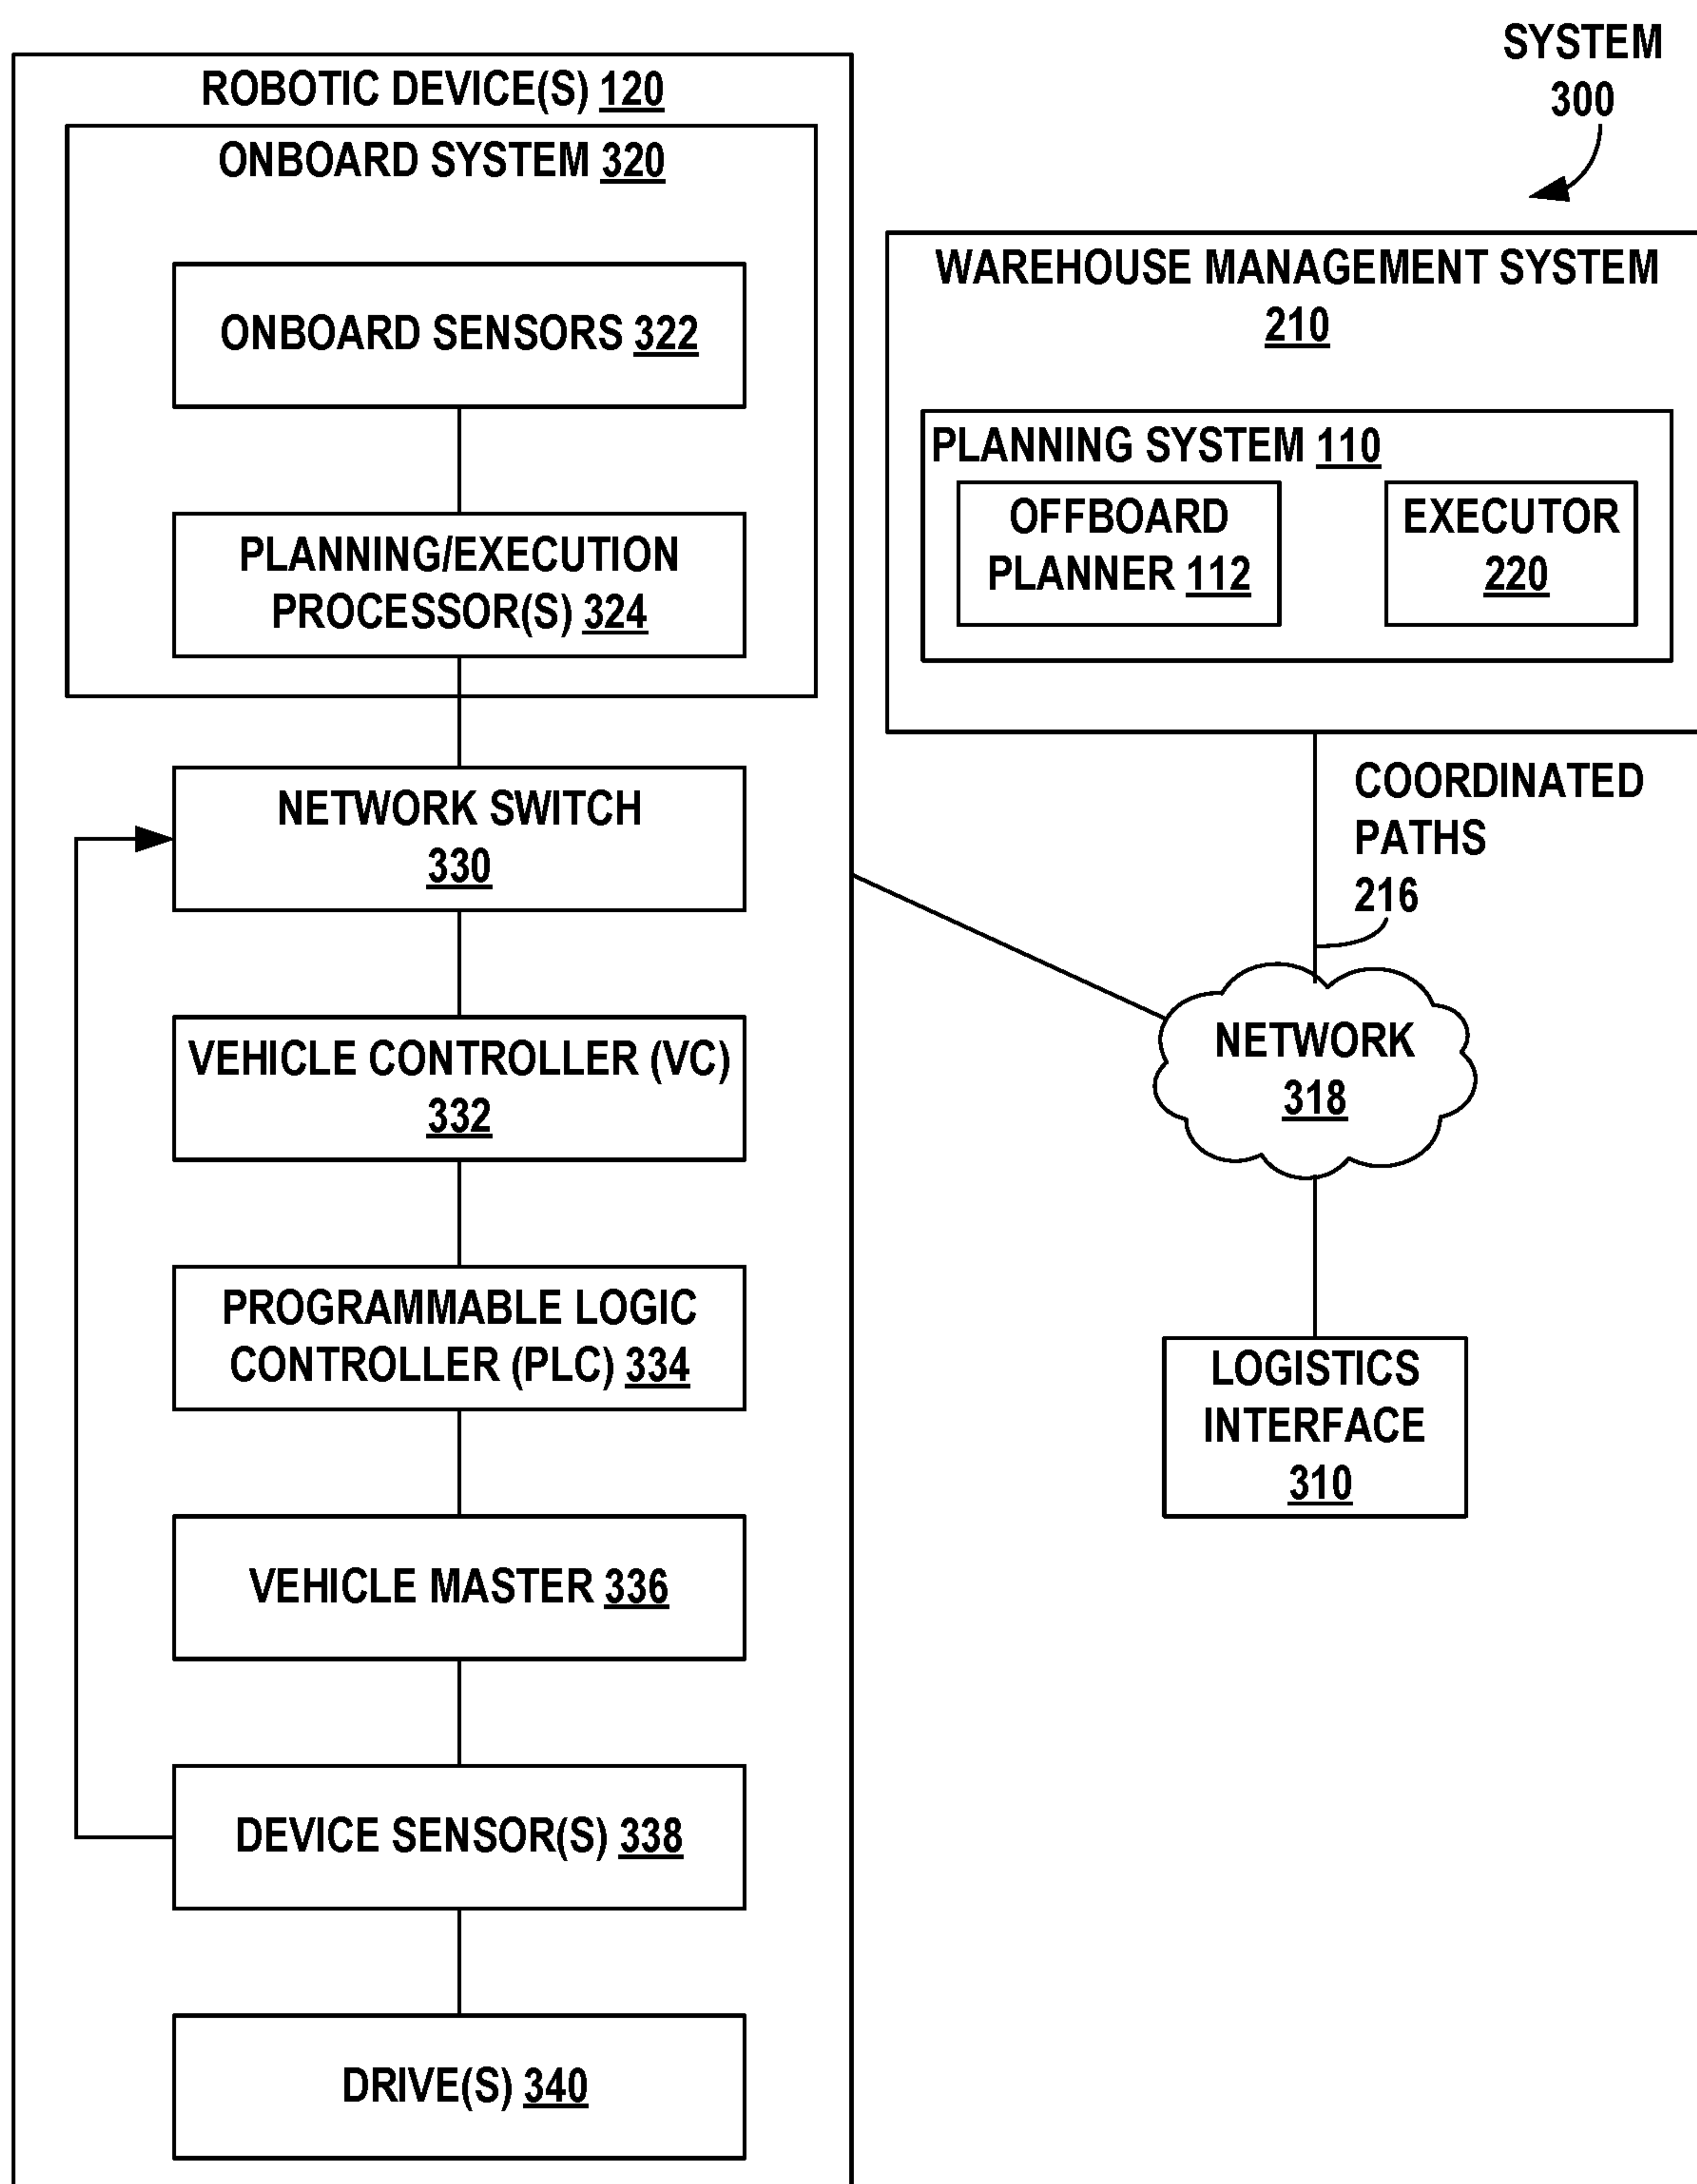 SYSTEM
300
ROBOTIC DEVICE(S) 120
ONBOARD SYSTEM 320
ONBOARD SENSORS 322
PLANNING/EXECUTION
PROCESSOR(S) 324
NETWORK SWITCH
330
VEHICLE CONTROLLER (VC)
332
PROGRAMMABLE LOGIC
CONTROLLER (PLC) 334
VEHICLE MASTER 336
DEVICE SENSOR(S) 338
DRIVE(S) 340
WAREHOUSE MANAGEMENT SYSTEM
210
PLANNING SYSTEM 110
OFFBOARD
PLANNER 112
EXECUTOR
220
COORDINATED
PATHS
216
NETWORK
318
LOGISTICS
INTERFACE
310